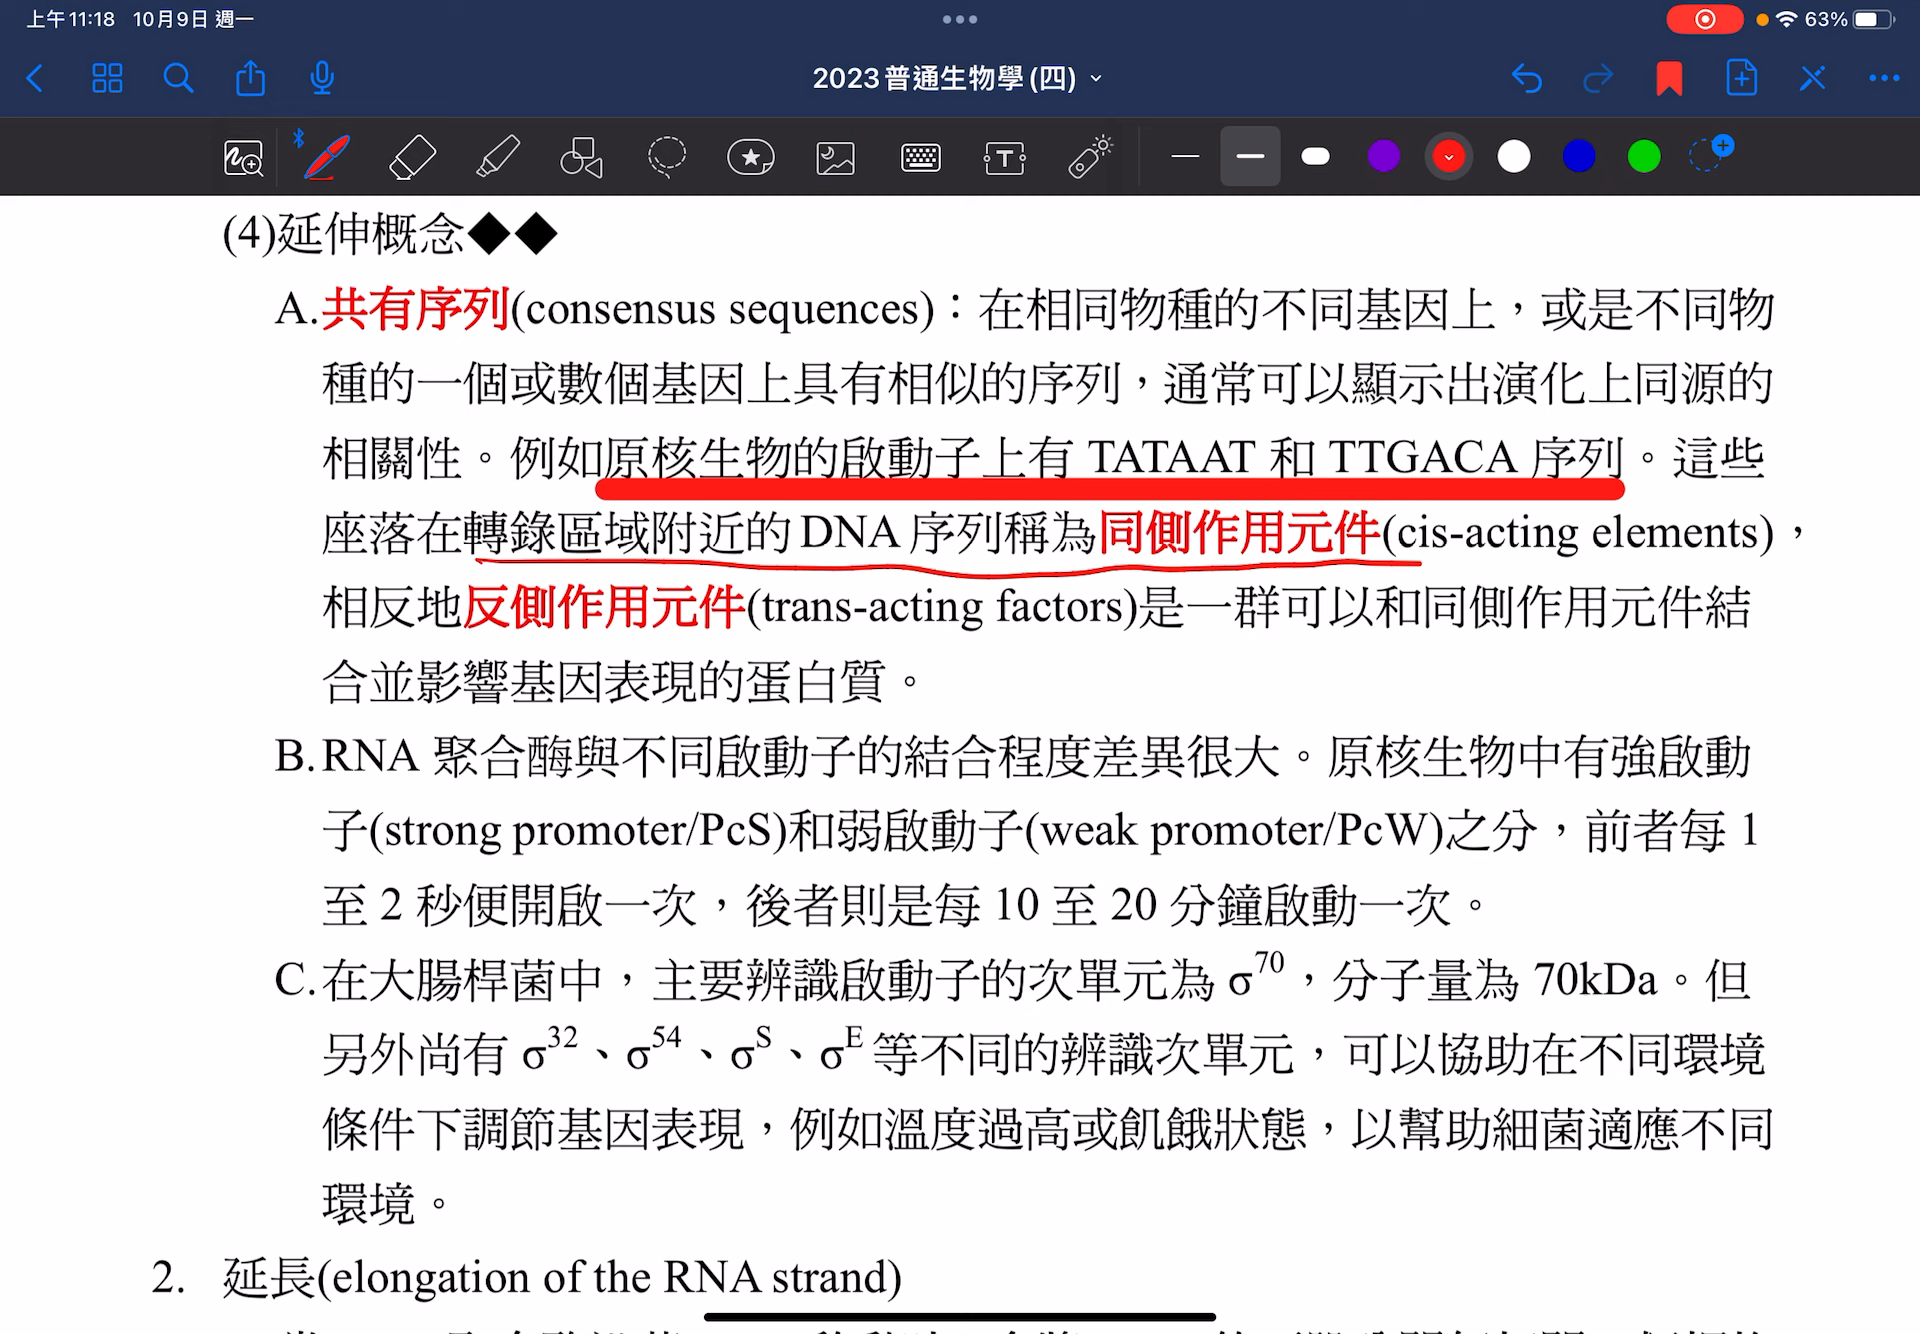 上午11:18 10月9日 週一
63%
2023普通生物學(四)
(4)延伸概念◆◆
A.共有序列(consensus sequences)：在相同物種的不同基因上，或是不同物
種的一個或數個基因上具有相似的序列，通常可以顯示出演化上同源的
相關性。例如原核生物的啟動子上有 TATAAT 和 TTGACA 序列。這些
座落在轉錄區域附近的DNA序列稱為同側作用元件(cis-acting elements)，
相反地反側作用元件(trans-acting factors)是一群可以和同側作用元件結
合並影響基因表現的蛋白質。
B.RNA 聚合酶與不同啟動子的結合程度差異很大。原核生物中有強啟動
子(strong promoter/PcS)和弱啟動子(weak promoter/PcW)之分，前者每 1
至 2 秒便開啟一次，後者則是每 10 至 20 分鐘啟動一次。
C.在大腸桿菌中，主要辨識啟動子的次單元為 σ⁷⁰，分子量為 70kDa。但
另外尚有 σ³²、σ⁵⁴、σˢ、σᴱ 等不同的辨識次單元，可以協助在不同環境
條件下調節基因表現，例如溫度過高或飢餓狀態，以幫助細菌適應不同
環境。
2. 延長(elongation of the RNA strand)